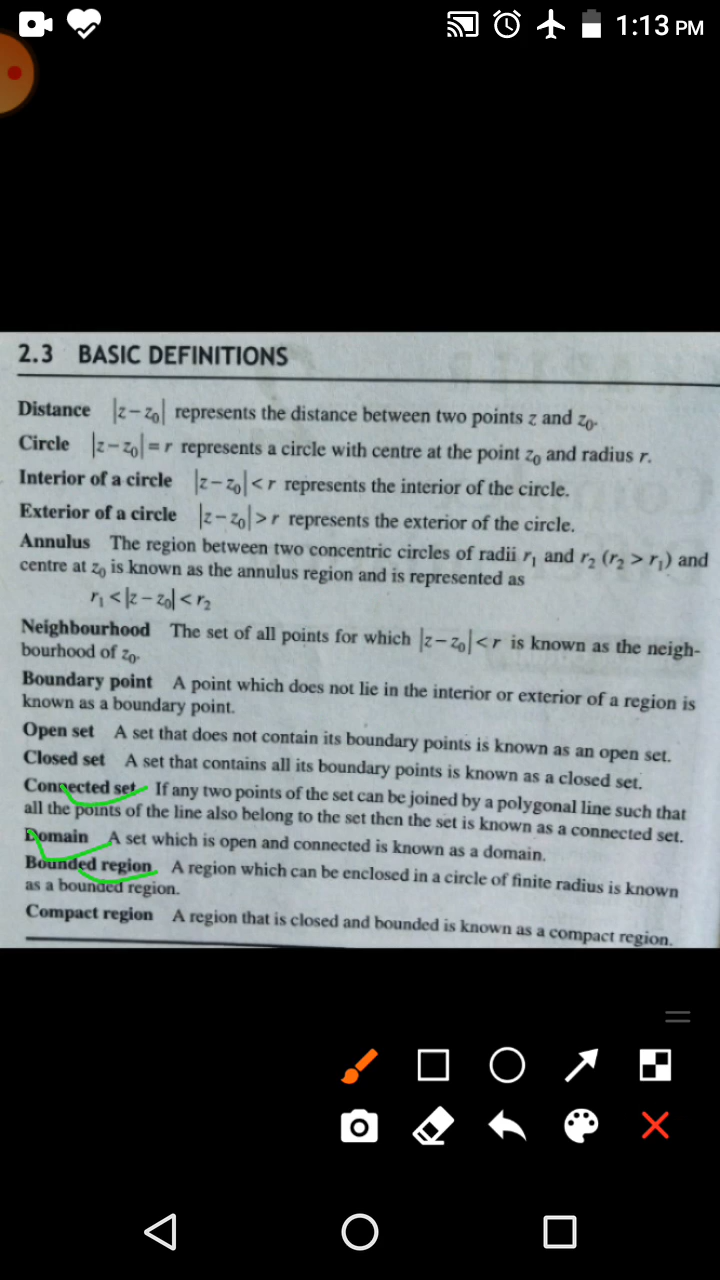 1:13 PM
2.3 BASIC DEFINITIONS
Distance |z – z₀| represents the distance between two points z and z₀.
Circle |z – z₀| = r represents a circle with centre at the point z₀ and radius r.
Interior of a circle |z – z₀| < r represents the interior of the circle.
Exterior of a circle |z – z₀| > r represents the exterior of the circle.
Annulus The region between two concentric circles of radii r₁ and r₂ (r₂ > r₁) and
centre at z₀ is known as the annulus region and is represented as
r₁ < |z – z₀| < r₂
Neighbourhood The set of all points for which |z – z₀| < r is known as the neigh-
bourhood of z₀.
Boundary point A point which does not lie in the interior or exterior of a region is
known as a boundary point.
Open set A set that does not contain its boundary points is known as an open set.
Closed set A set that contains all its boundary points is known as a closed set.
Connected set If any two points of the set can be joined by a polygonal line such that
all the points of the line also belong to the set then the set is known as a connected set.
Domain A set which is open and connected is known as a domain.
Bounded region A region which can be enclosed in a circle of finite radius is known
as a bounded region.
Compact region A region that is closed and bounded is known as a compact region.